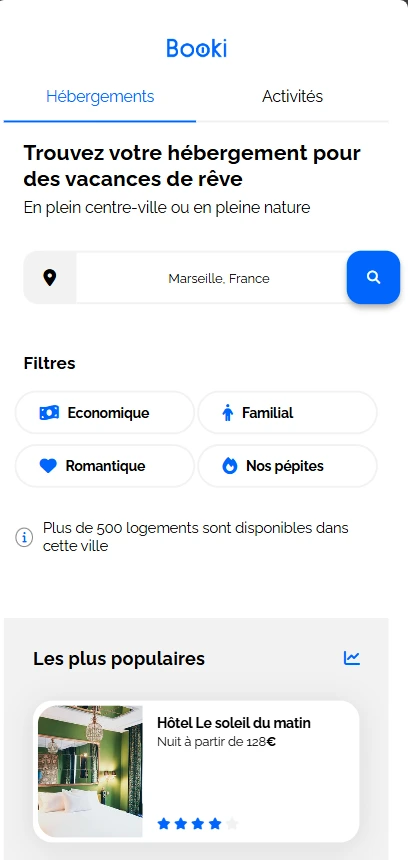 Booki
Hébergements
Activités
Trouvez votre hébergement pour
des vacances de rêve
En plein centre-ville ou en pleine nature
Marseille, France
Filtres
Economique
Familial
Romantique
Nos pépites
Plus de 500 logements sont disponibles dans
cette ville
Les plus populaires
Hôtel Le soleil du matin
Nuit à partir de 128€